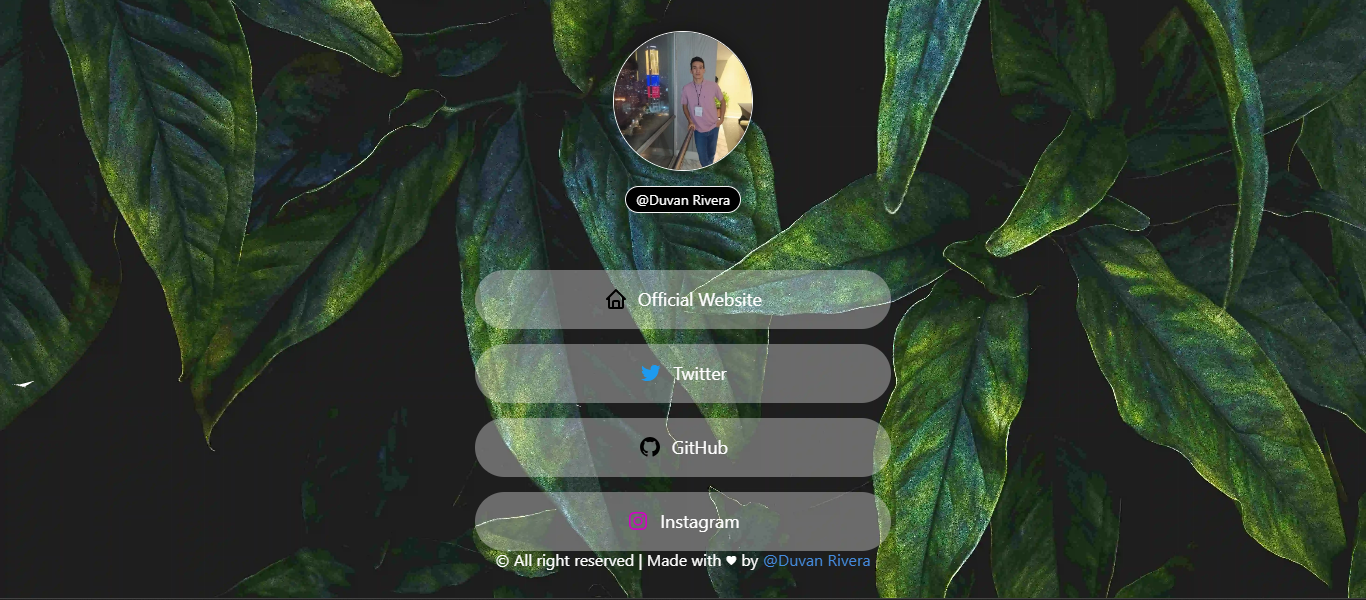 @Duvan Rivera
Official Website
Twitter
GitHub
Instagram
© All right reserved | Made with ♥ by @Duvan Rivera